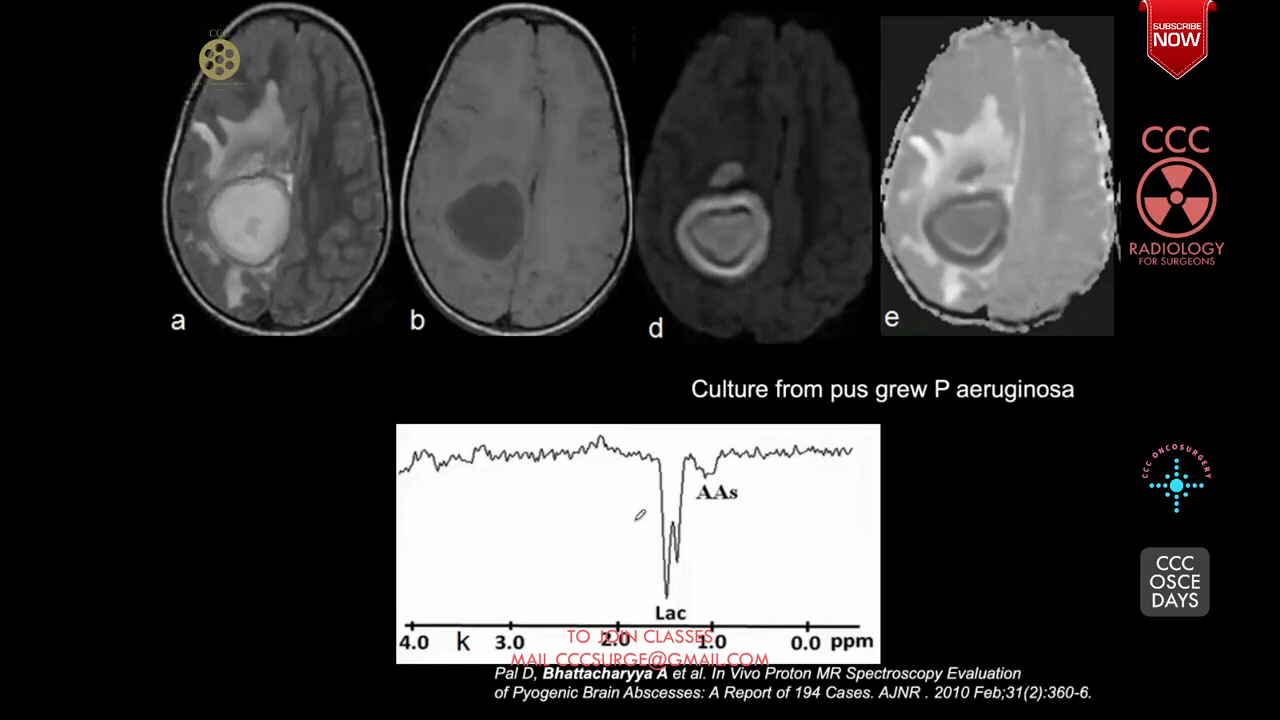 CCC
SUBSCRIBE
NOW
CCC
RADIOLOGY
FOR SURGEONS
a
b
d
e
Culture from pus grew P aeruginosa
AAs
Lac
4.0 k 3.0 2.0 1.0 0.0 ppm
TO JOIN CLASSES
MAIL CCCSURGE@GMAIL.COM
CCC ONCOSURGERY
CCC
OSCE
DAYS
Pal D, Bhattacharyya A et al. In Vivo Proton MR Spectroscopy Evaluation
of Pyogenic Brain Abscesses: A Report of 194 Cases. AJNR . 2010 Feb;31(2):360-6.